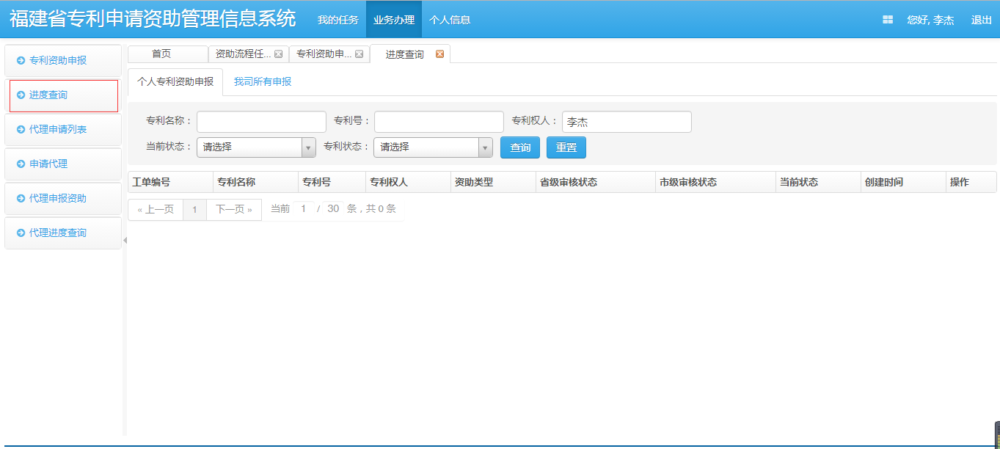 福建省专利申请资助管理信息系统 我的任务 业务办理 个人信息 您好, 李杰 退出
专利资助申报
进度查询
代理申请列表
申请代理
代理申报资助
代理进度查询
首页 资助流程任... 专利资助申... 进度查询
个人专利资助申报 我司所有申报
专利名称： 专利号： 专利权人： 李杰
当前状态： 请选择 专利状态： 请选择 查询 重置
工单编号 专利名称 专利号 专利权人 资助类型 省级审核状态 市级审核状态 当前状态 创建时间 操作
« 上一页 1 下一页 » 当前 1 / 30 条，共 0 条